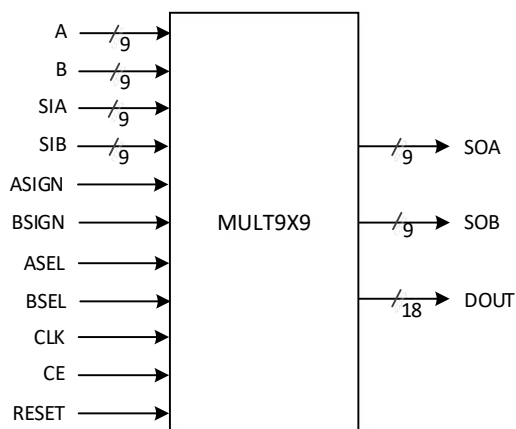 A
9
B
9
SIA
9
SIB
9
SOA
9
ASIGN
BSIGN
MULT9X9
SOB
9
ASEL
BSEL
DOUT
18
CLK
CE
RESET